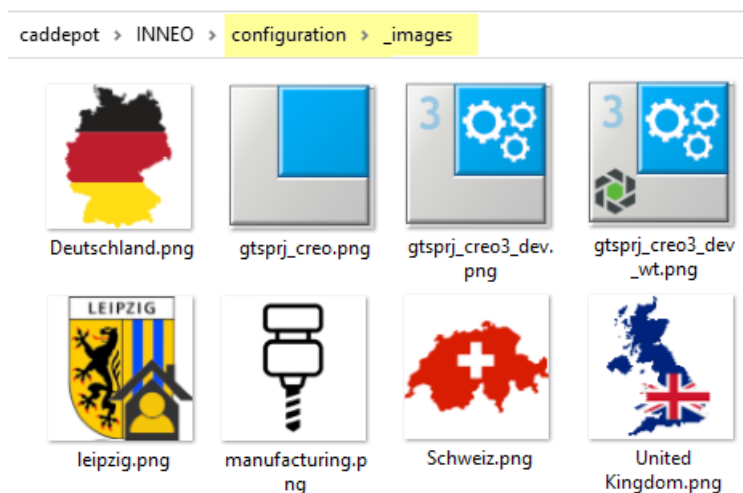 caddepot > INNEO > configuration > _images
3
3
Deutschland.png
gtsprj_creo.png
gtsprj_creo3_dev.
png
gtsprj_creo3_dev
_wt.png
LEIPZIG
leipzig.png
manufacturing.p
ng
Schweiz.png
United
Kingdom.png